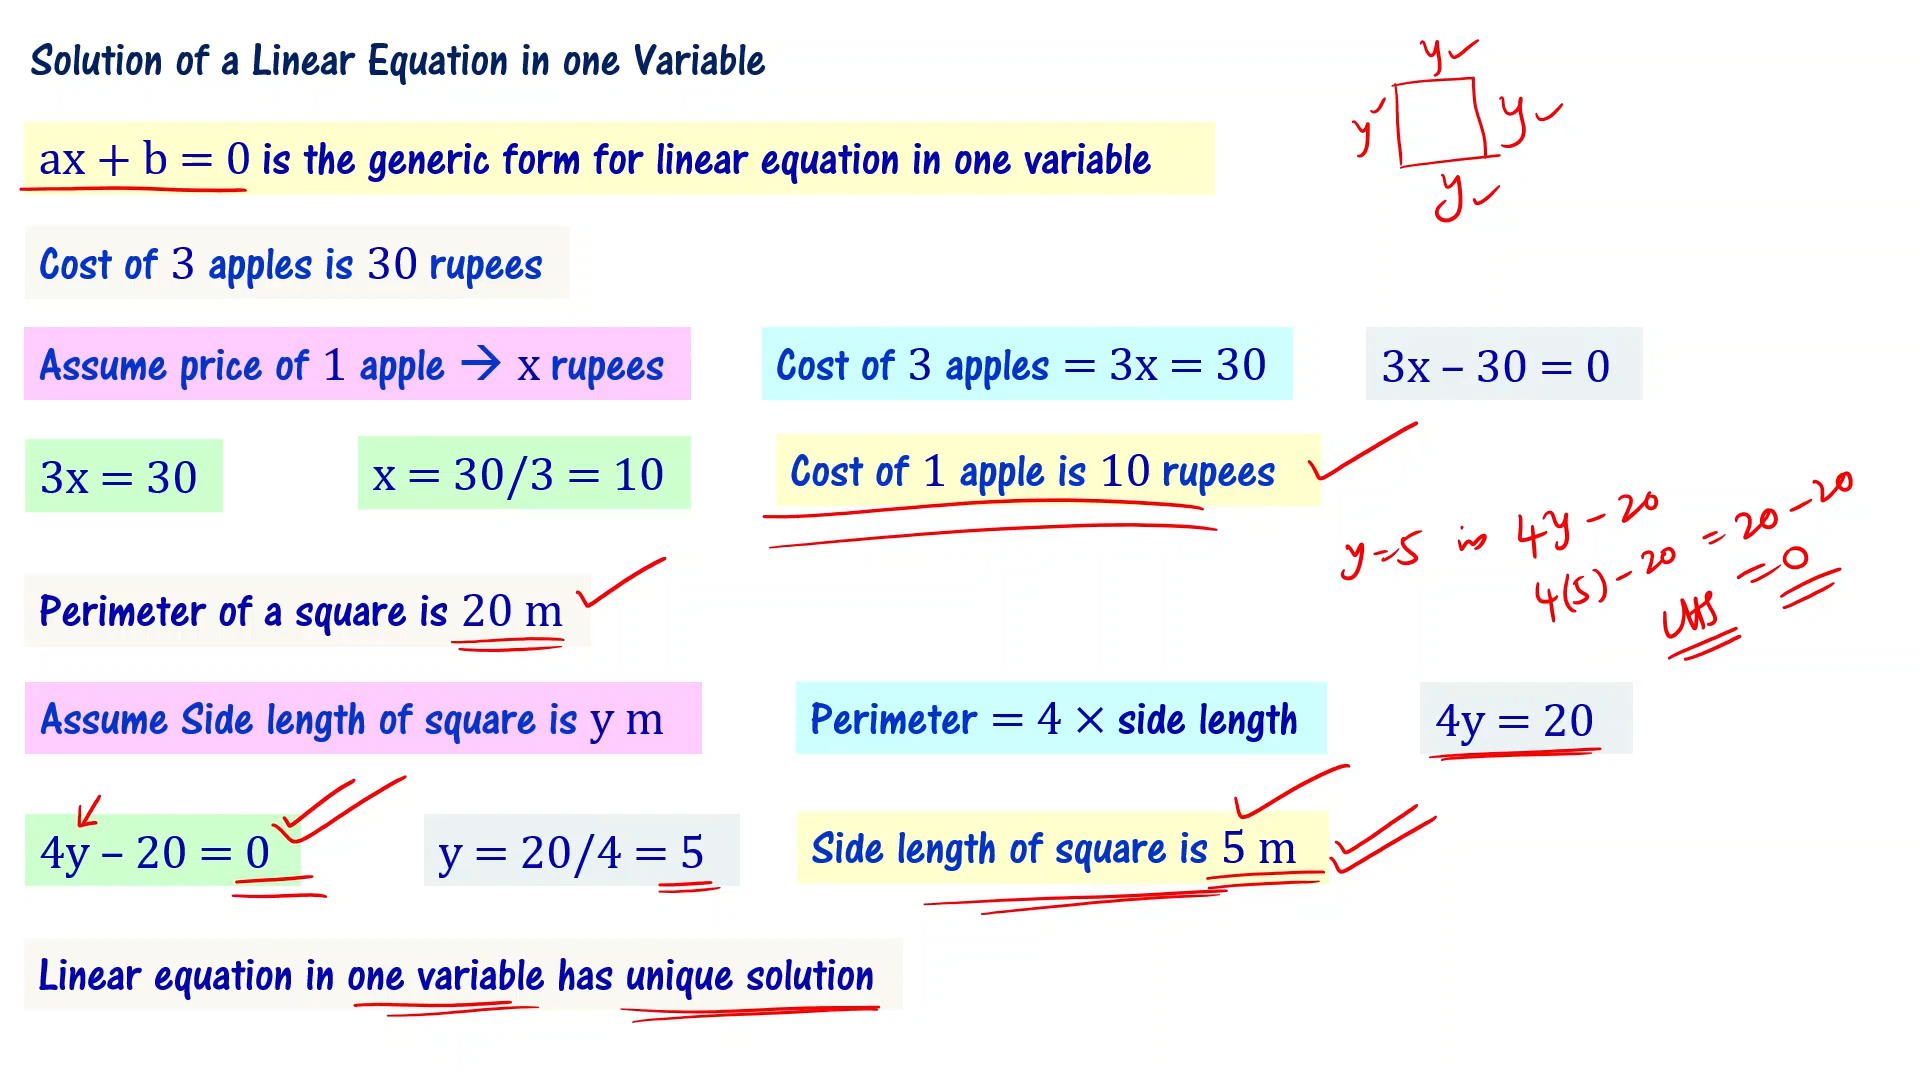 Solution of a Linear Equation in one Variable
y
y
y
y
ax + b = 0 is the generic form for linear equation in one variable
Cost of 3 apples is 30 rupees
Assume price of 1 apple → x rupees
Cost of 3 apples = 3x = 30
3x – 30 = 0
3x = 30
x = 30/3 = 10
Cost of 1 apple is 10 rupees
y=5 in 4y - 20
4(5) - 20 = 20 - 20
LHS = 0
Perimeter of a square is 20 m
Assume Side length of square is y m
Perimeter = 4 × side length
4y = 20
4y – 20 = 0
y = 20/4 = 5
Side length of square is 5 m
Linear equation in one variable has unique solution